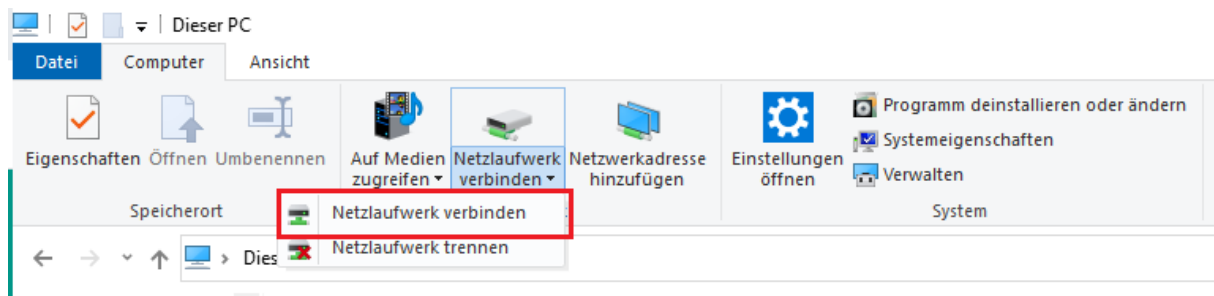 Dieser PC
Datei Computer Ansicht
Eigenschaften Öffnen Umbenennen
Auf Medien zugreifen
Netzlaufwerk verbinden
Netzwerkadresse hinzufügen
Einstellungen öffnen
Programm deinstallieren oder ändern
Systemeigenschaften
Verwalten
Speicherort
System
Netzlaufwerk verbinden
Netzlaufwerk trennen
Dies